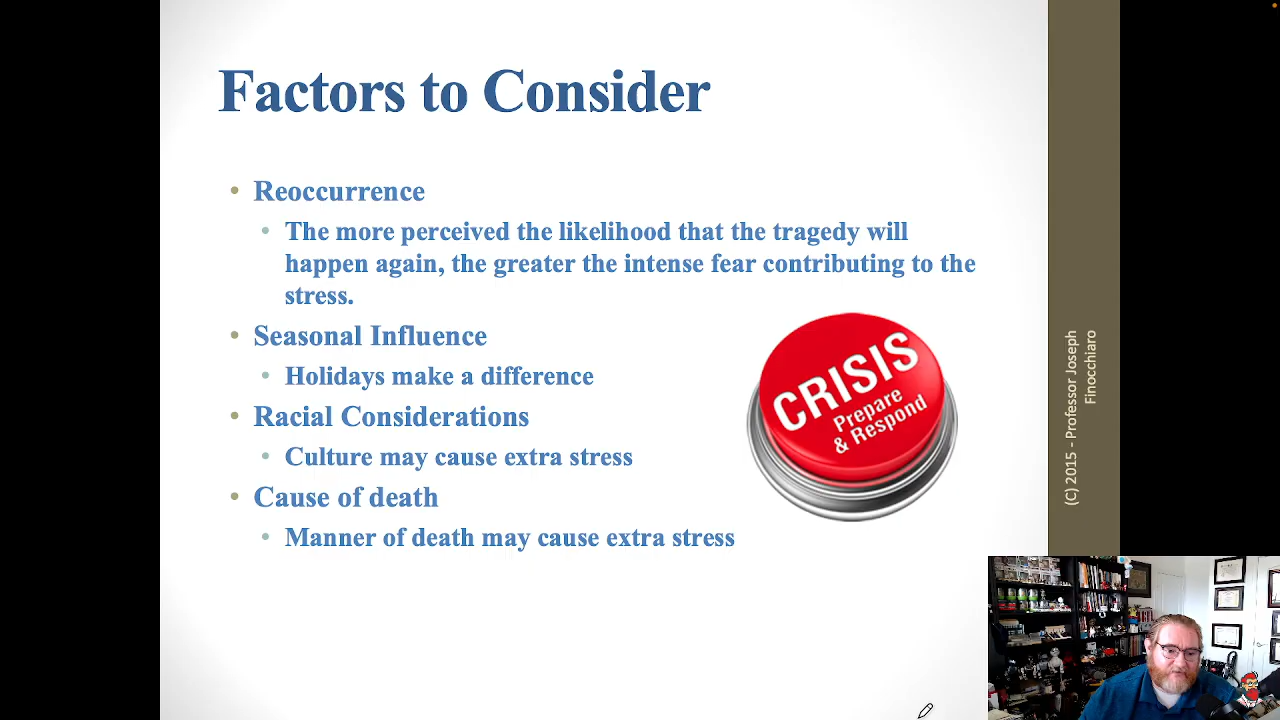 Factors to Consider
• Reoccurrence
• The more perceived the likelihood that the tragedy will
happen again, the greater the intense fear contributing to the
stress.
• Seasonal Influence
• Holidays make a difference
• Racial Considerations
• Culture may cause extra stress
• Cause of death
• Manner of death may cause extra stress
CRISIS
Prepare
& Respond
(C) 2015 - Professor Joseph
Finocchiaro